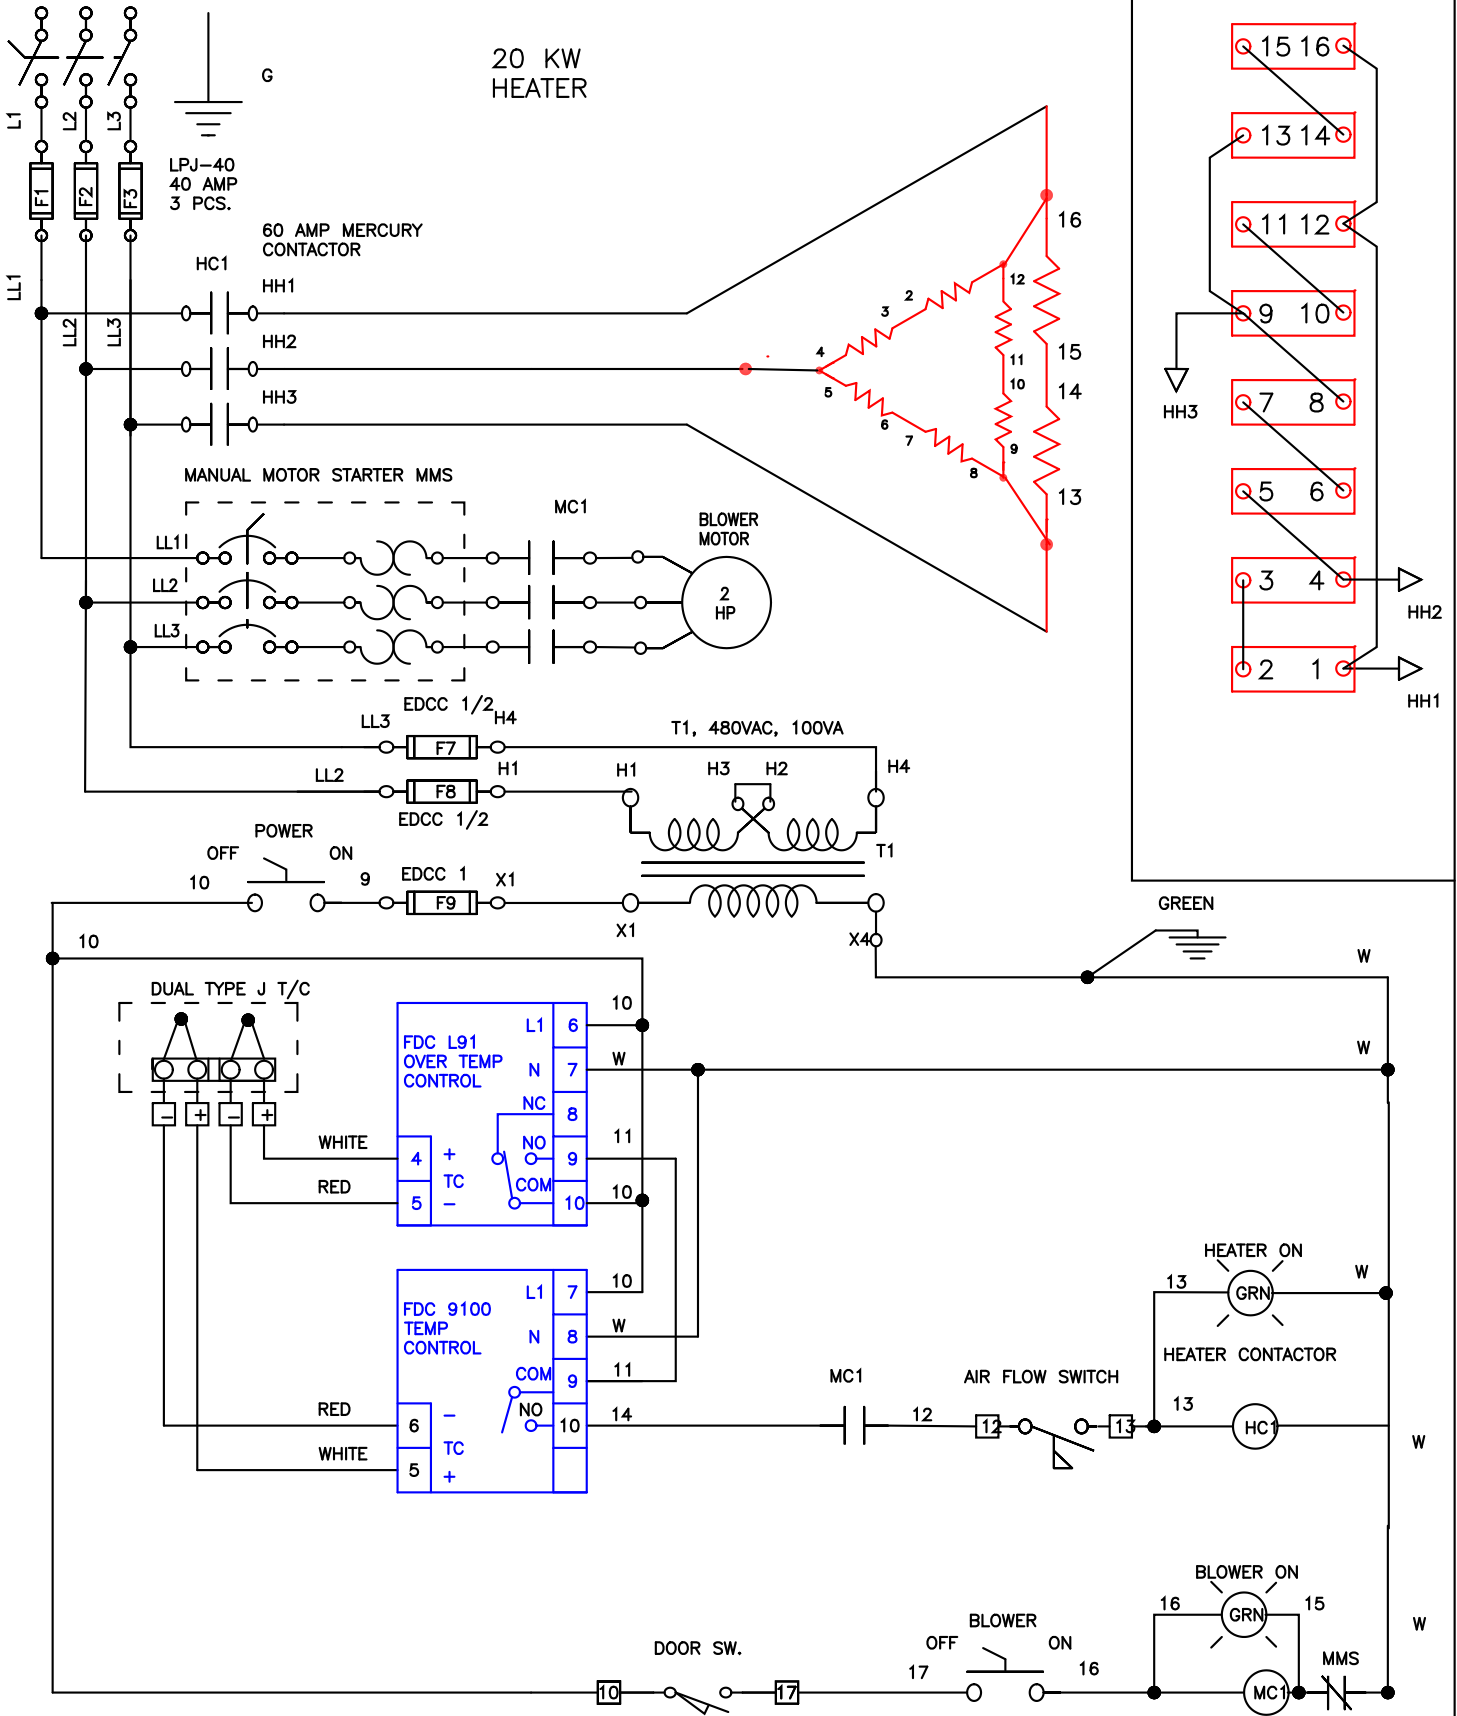 20 KW
HEATER
G
L1
L2
L3
F1
F2
F3
LPJ-40
40 AMP
3 PCS.
60 AMP MERCURY
CONTACTOR
HC1
LL1
LL2
LL3
HH1
HH2
HH3
16
12
2
3
11
15
4
10
14
5
6
7
9
8
13
15 16
13 14
11 12
9 10
HH3
7 8
5 6
3 4
HH2
2 1
HH1
MANUAL MOTOR STARTER MMS
MC1
BLOWER
MOTOR
LL1
LL2
LL3
2
HP
EDCC 1/2
LL3
H4
F7
T1, 480VAC, 100VA
LL2
H1
F8
EDCC 1/2
H1
H3
H2
H4
POWER
OFF
ON
10
9
EDCC 1
X1
F9
T1
X1
X4
GREEN
W
10
DUAL TYPE J T/C
− + − +
FDC L91
OVER TEMP
CONTROL
L1 6 10
N 7 W
W
NC 8
NO 9 11
COM 10 10
WHITE 4 +
TC
RED 5 −
FDC 9100
TEMP
CONTROL
L1 7 10
N 8 W
COM 9 11
NO 10 14
RED 6 −
TC
WHITE 5 +
HEATER ON
13
GRN
W
HEATER CONTACTOR
MC1
AIR FLOW SWITCH
12
12
13
13
HC1
W
BLOWER ON
16
GRN
15
W
DOOR SW.
BLOWER
OFF
ON
10
17
17
16
MC1
MMS